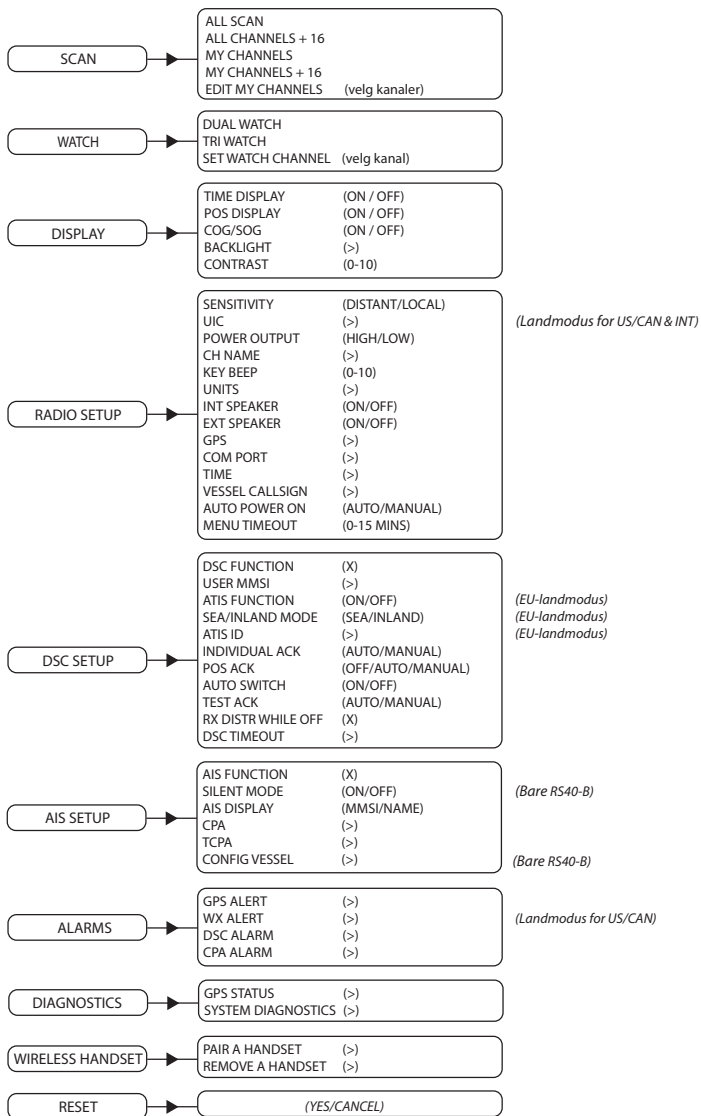 SCAN
ALL SCAN
ALL CHANNELS + 16
MY CHANNELS
MY CHANNELS + 16
EDIT MY CHANNELS (velg kanaler)
WATCH
DUAL WATCH
TRI WATCH
SET WATCH CHANNEL (velg kanal)
DISPLAY
TIME DISPLAY (ON / OFF)
POS DISPLAY (ON / OFF)
COG/SOG (ON / OFF)
BACKLIGHT (>)
CONTRAST (0-10)
RADIO SETUP
SENSITIVITY (DISTANT/LOCAL)
UIC (>) (Landmodus for US/CAN & INT)
POWER OUTPUT (HIGH/LOW)
CH NAME (>)
KEY BEEP (0-10)
UNITS (>)
INT SPEAKER (ON/OFF)
EXT SPEAKER (ON/OFF)
GPS (>)
COM PORT (>)
TIME (>)
VESSEL CALLSIGN (>)
AUTO POWER ON (AUTO/MANUAL)
MENU TIMEOUT (0-15 MINS)
DSC SETUP
DSC FUNCTION (X)
USER MMSI (>)
ATIS FUNCTION (ON/OFF) (EU-landmodus)
SEA/INLAND MODE (SEA/INLAND) (EU-landmodus)
ATIS ID (>) (EU-landmodus)
INDIVIDUAL ACK (AUTO/MANUAL)
POS ACK (OFF/AUTO/MANUAL)
AUTO SWITCH (ON/OFF)
TEST ACK (AUTO/MANUAL)
RX DISTR WHILE OFF (X)
DSC TIMEOUT (>)
AIS SETUP
AIS FUNCTION (X)
SILENT MODE (ON/OFF) (Bare RS40-B)
AIS DISPLAY (MMSI/NAME)
CPA (>)
TCPA (>)
CONFIG VESSEL (>) (Bare RS40-B)
ALARMS
GPS ALERT (>)
WX ALERT (>) (Landmodus for US/CAN)
DSC ALARM (>)
CPA ALARM (>)
DIAGNOSTICS
GPS STATUS (>)
SYSTEM DIAGNOSTICS (>)
WIRELESS HANDSET
PAIR A HANDSET (>)
REMOVE A HANDSET (>)
RESET
(YES/CANCEL)